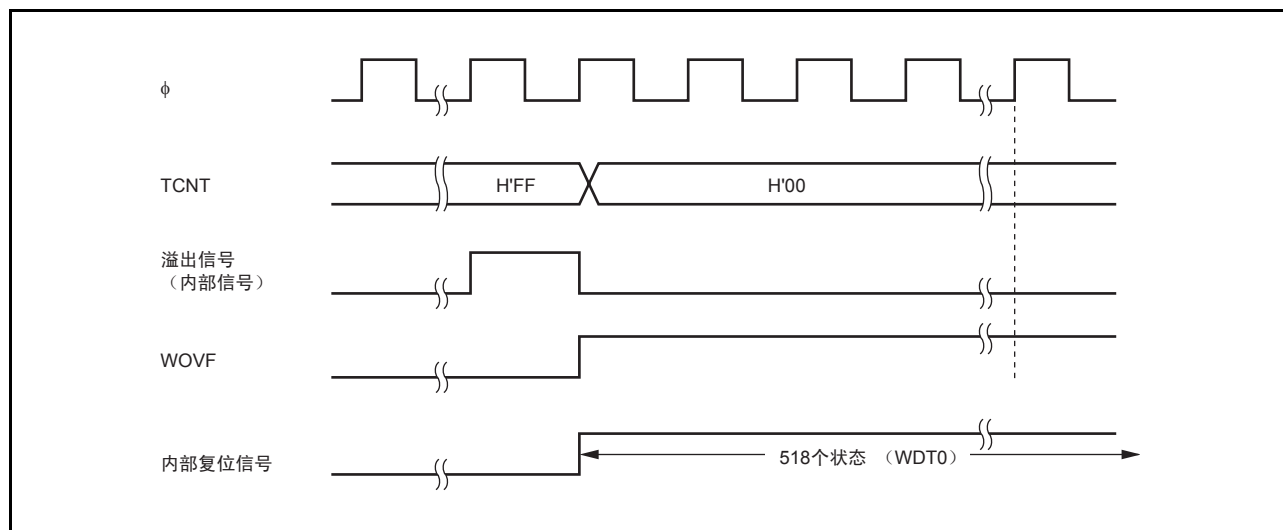 φ
TCNT
H'FF
H'00
溢出信号
（内部信号）
WOVF
内部复位信号
518个状态 （WDT0）